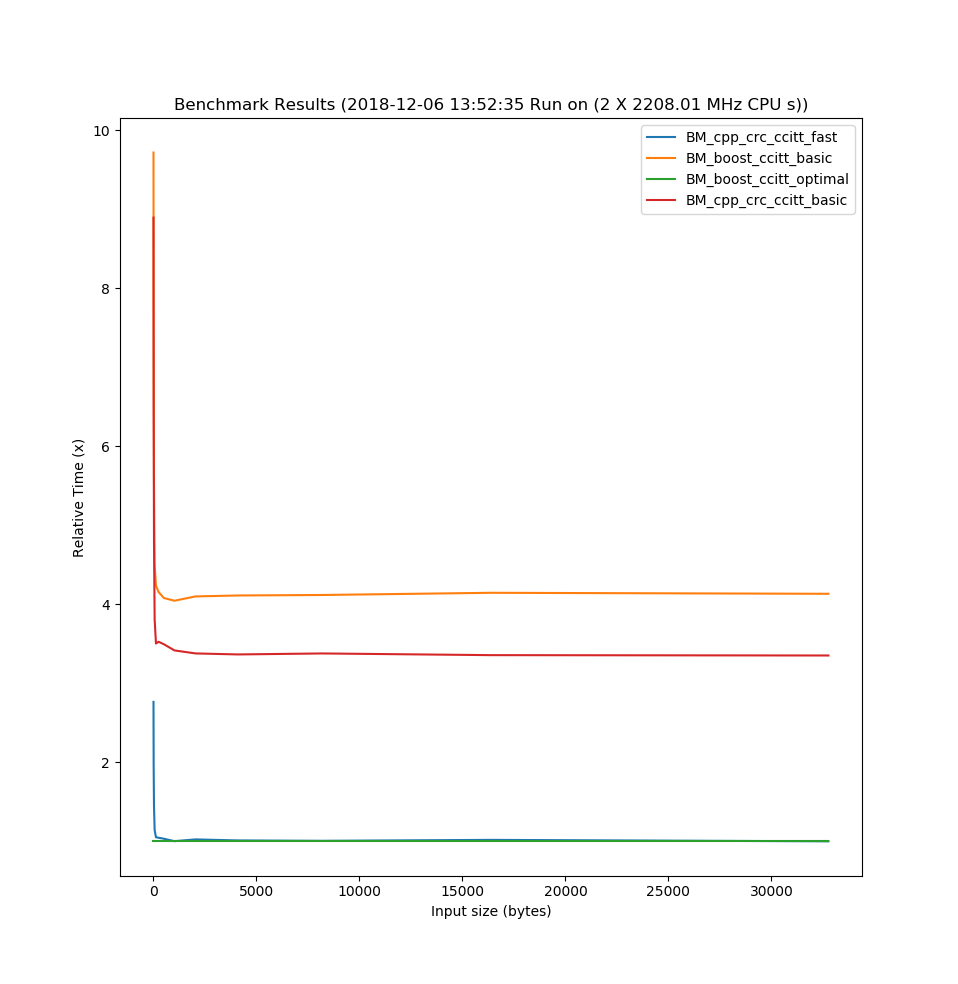 Benchmark Results (2018-12-06 13:52:35 Run on (2 X 2208.01 MHz CPU s))
BM_cpp_crc_ccitt_fast
BM_boost_ccitt_basic
BM_boost_ccitt_optimal
BM_cpp_crc_ccitt_basic
Relative Time (x)
10
8
6
4
2
0 5000 10000 15000 20000 25000 30000
Input size (bytes)